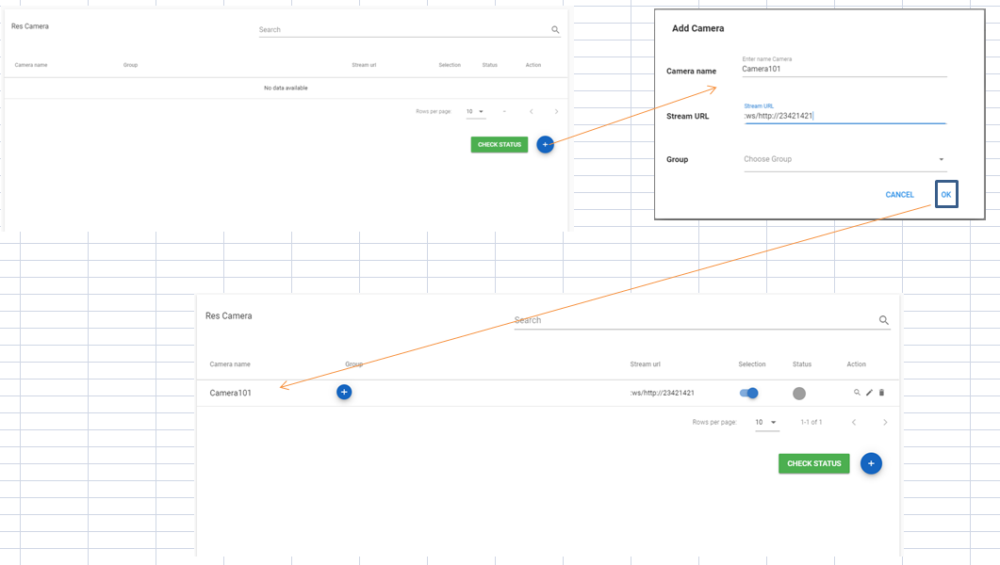 Res Camera
Search
Camera name Group Stream url Selection Status Action
No data available
Rows per page: 10 –
CHECK STATUS +
Add Camera
Enter name Camera
Camera name Camera101
Stream URL
Stream URL :ws/http://23421421
Group Choose Group
CANCEL OK
Res Camera
Search
Camera name Group Stream url Selection Status Action
Camera101 + :ws/http://23421421
Rows per page: 10 1-1 of 1
CHECK STATUS +